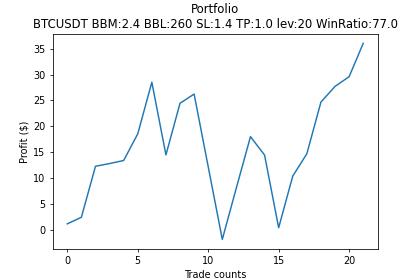 Portfolio
BTCUSDT BBM:2.4 BBL:260 SL:1.4 TP:1.0 lev:20 WinRatio:77.0
35
30
25
20
15
10
5
0
Profit ($)
0 5 10 15 20
Trade counts